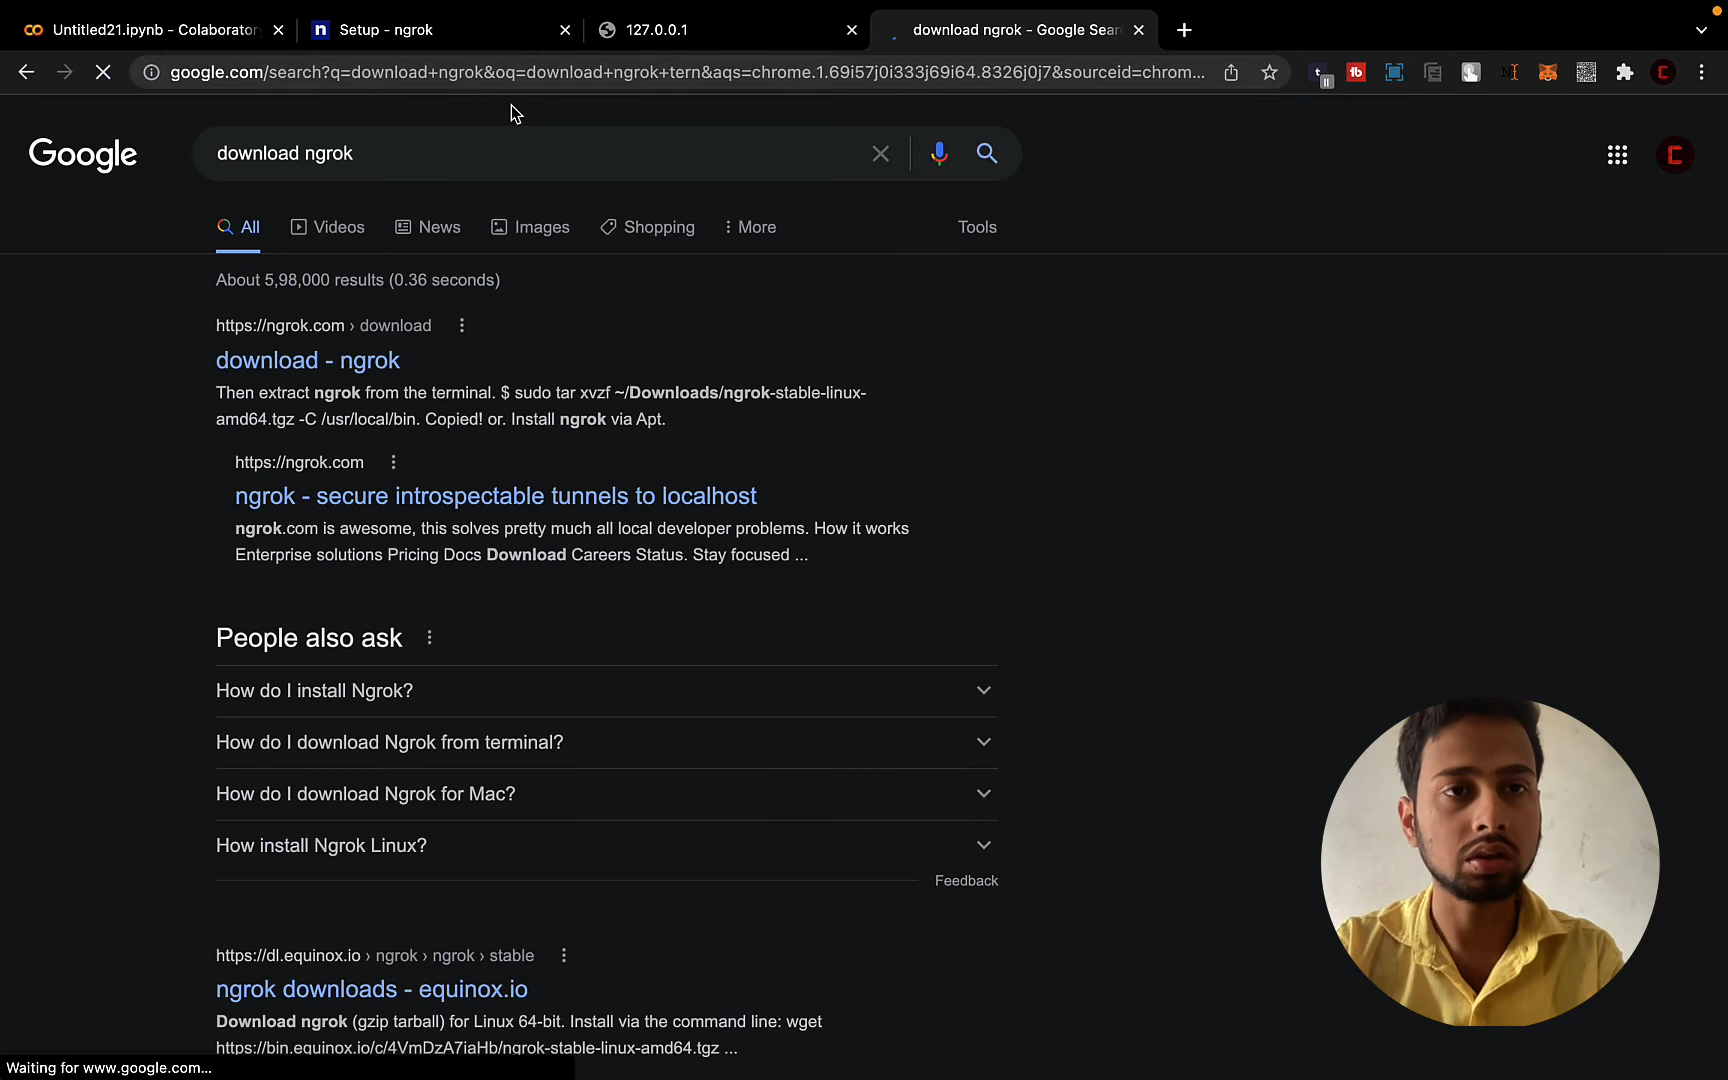 Untitled21.ipynb - Colaboratory
Setup - ngrok
127.0.0.1
download ngrok - Google Sear
google.com/search?q=download+ngrok&oq=download+ngrok+tern&aqs=chrome.1.69i57j0i333j69i64.8326j0j7&sourceid=chrom...
Google
download ngrok
All
Videos
News
Images
Shopping
More
Tools
About 5,98,000 results (0.36 seconds)
https://ngrok.com › download
download - ngrok
Then extract ngrok from the terminal. $ sudo tar xvzf ~/Downloads/ngrok-stable-linux-
amd64.tgz -C /usr/local/bin. Copied! or. Install ngrok via Apt.
https://ngrok.com
ngrok - secure introspectable tunnels to localhost
ngrok.com is awesome, this solves pretty much all local developer problems. How it works
Enterprise solutions Pricing Docs Download Careers Status. Stay focused ...
People also ask
How do I install Ngrok?
How do I download Ngrok from terminal?
How do I download Ngrok for Mac?
How install Ngrok Linux?
Feedback
https://dl.equinox.io › ngrok › ngrok › stable
ngrok downloads - equinox.io
Download ngrok (gzip tarball) for Linux 64-bit. Install via the command line: wget
https://bin.equinox.io/c/4VmDzA7iaHb/ngrok-stable-linux-amd64.tgz ...
Waiting for www.google.com...